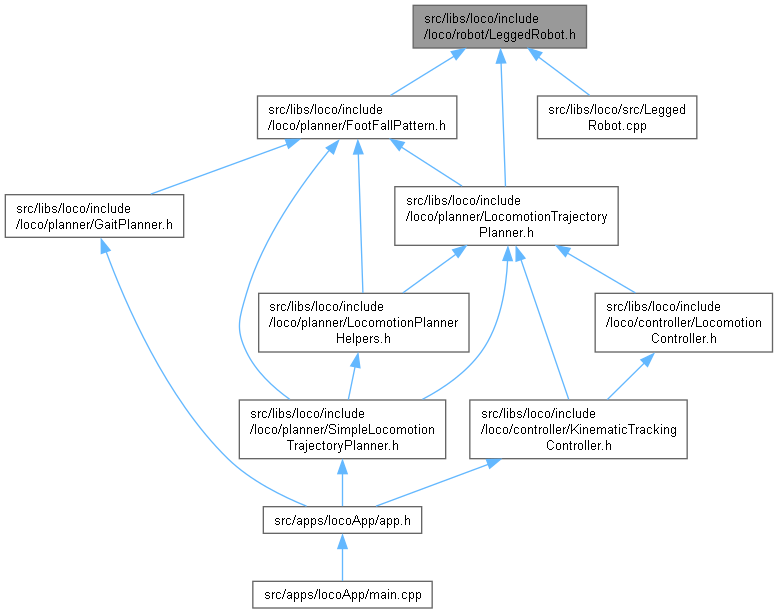 src/libs/loco/include
/loco/robot/LeggedRobot.h
src/libs/loco/include
/loco/planner/FootFallPattern.h
src/libs/loco/src/Legged
Robot.cpp
src/libs/loco/include
/loco/planner/GaitPlanner.h
src/libs/loco/include
/loco/planner/LocomotionTrajectory
Planner.h
src/libs/loco/include
/loco/planner/LocomotionPlanner
Helpers.h
src/libs/loco/include
/loco/controller/Locomotion
Controller.h
src/libs/loco/include
/loco/planner/SimpleLocomotion
TrajectoryPlanner.h
src/libs/loco/include
/loco/controller/KinematicTracking
Controller.h
src/apps/locoApp/app.h
src/apps/locoApp/main.cpp